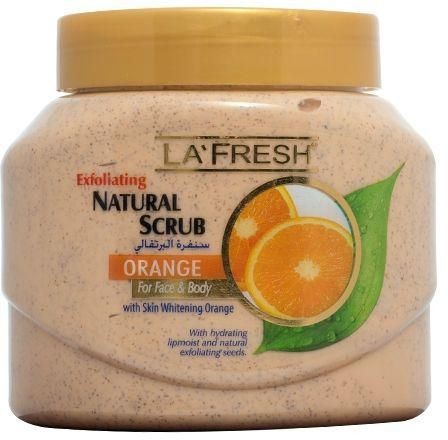 LA'FRESH
Exfoliating
NATURAL
SCRUB
سنفرة البرتقالي
ORANGE
For Face & Body
with Skin Whitening Orange
With hydrating
lipmoist and natural
exfoliating seeds.